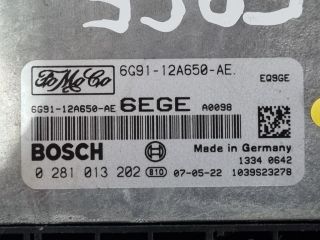 FoMoCo 6G91-12A650-AE. EQ9GE
6G91-12A650-AE 6EGE A0098
BOSCH Made in Germany
1334 0642
0 281 013 202 810 07-05-22 1039S23278